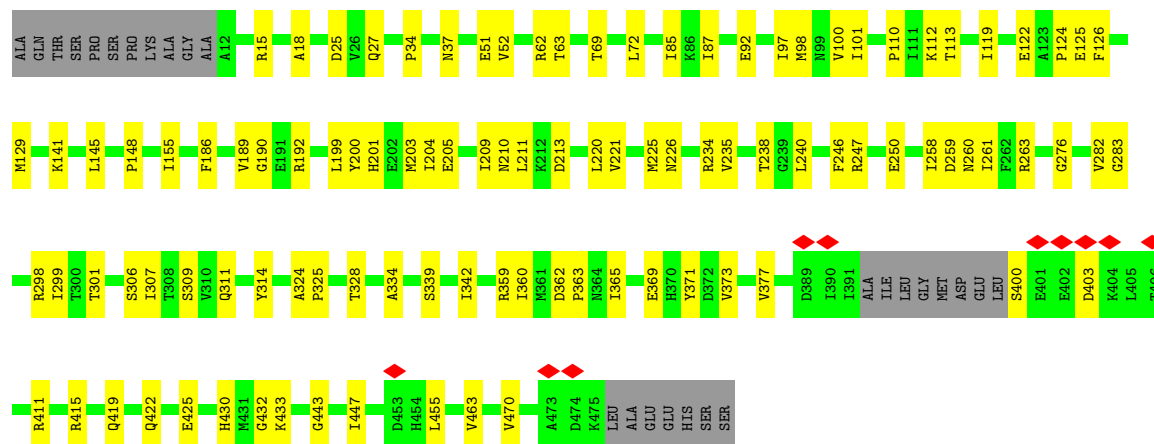 ALA GLN THR SER PRO SER PRO LYS ALA GLY ALA A12 R15 A18 D25 V26 Q27 P34 N37 E51 V52 R62 T63 T69 L72 I85 K86 I87 E92 I97 M98 N99 V100 I101 P110 I111 K112 T113 I119 E122 A123 P124 E125 F126
M129 K141 L145 P148 I155 F186 V189 G190 E191 R192 L199 Y200 H201 E202 M203 I204 E205 I209 N210 L211 K212 D213 L220 V221 M225 N226 R234 V235 T238 G239 L240 F246 R247 E250 I258 D259 N260 I261 F262 R263 G276 V282 G283
R298 I299 T300 T301 S306 I307 T308 S309 V310 Q311 Y314 A324 P325 T328 A334 S339 I342 R359 I360 M361 D362 P363 N364 I365 E369 H370 Y371 D372 V373 V377 D389 I390 I391 ALA ILE LEU GLY MET ASP GLU LEU S400 E401 E402 D403 K404 L405
R411 R415 Q419 Q422 E425 H430 M431 G432 K433 G443 I447 D453 H454 L455 V463 V470 A473 D474 K475 LEU ALA GLU GLU HIS SER SER